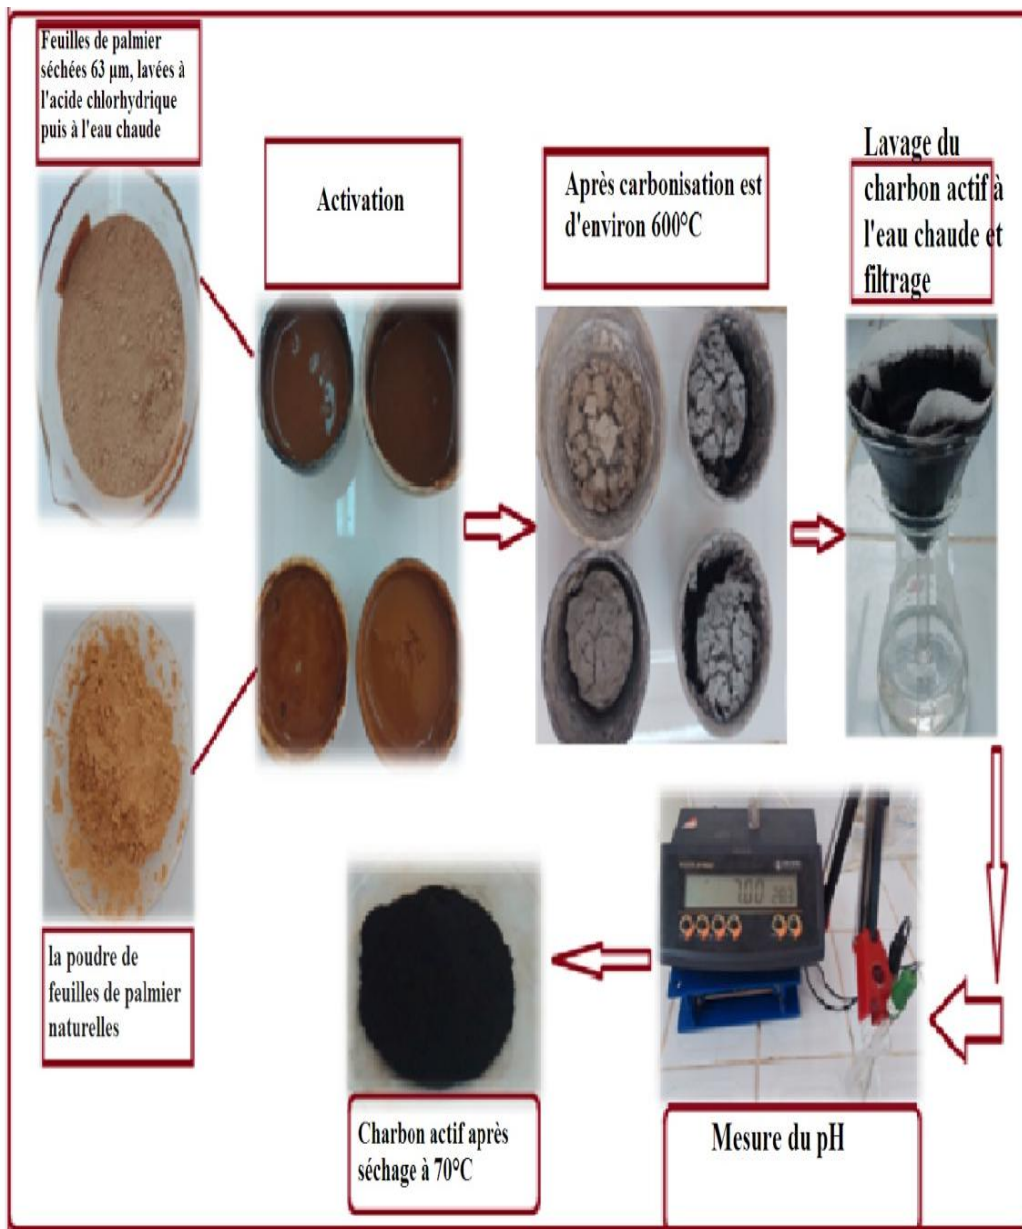 Feuilles de palmier
séchées 63 µm, lavées à
l'acide chlorhydrique
puis à l'eau chaude
Activation
Après carbonisation est
d'environ 600°C
Lavage du
charbon actif à
l'eau chaude et
filtrage
la poudre de
feuilles de palmier
naturelles
7.00
Charbon actif après
séchage à 70°C
Mesure du pH